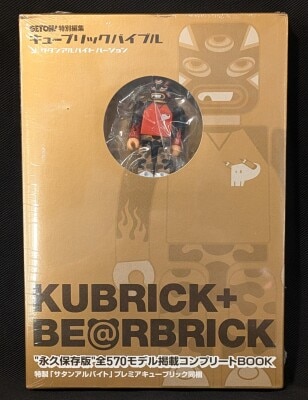 GETON! 特別編集
キューブリックバイブル
サタンアルバイト バージョン
KUBRICK+
BE@RBRICK
"永久保存版"全570モデル掲載コンプリートBOOK
特製「サタンアルバイト」プレミアキューブリック同梱